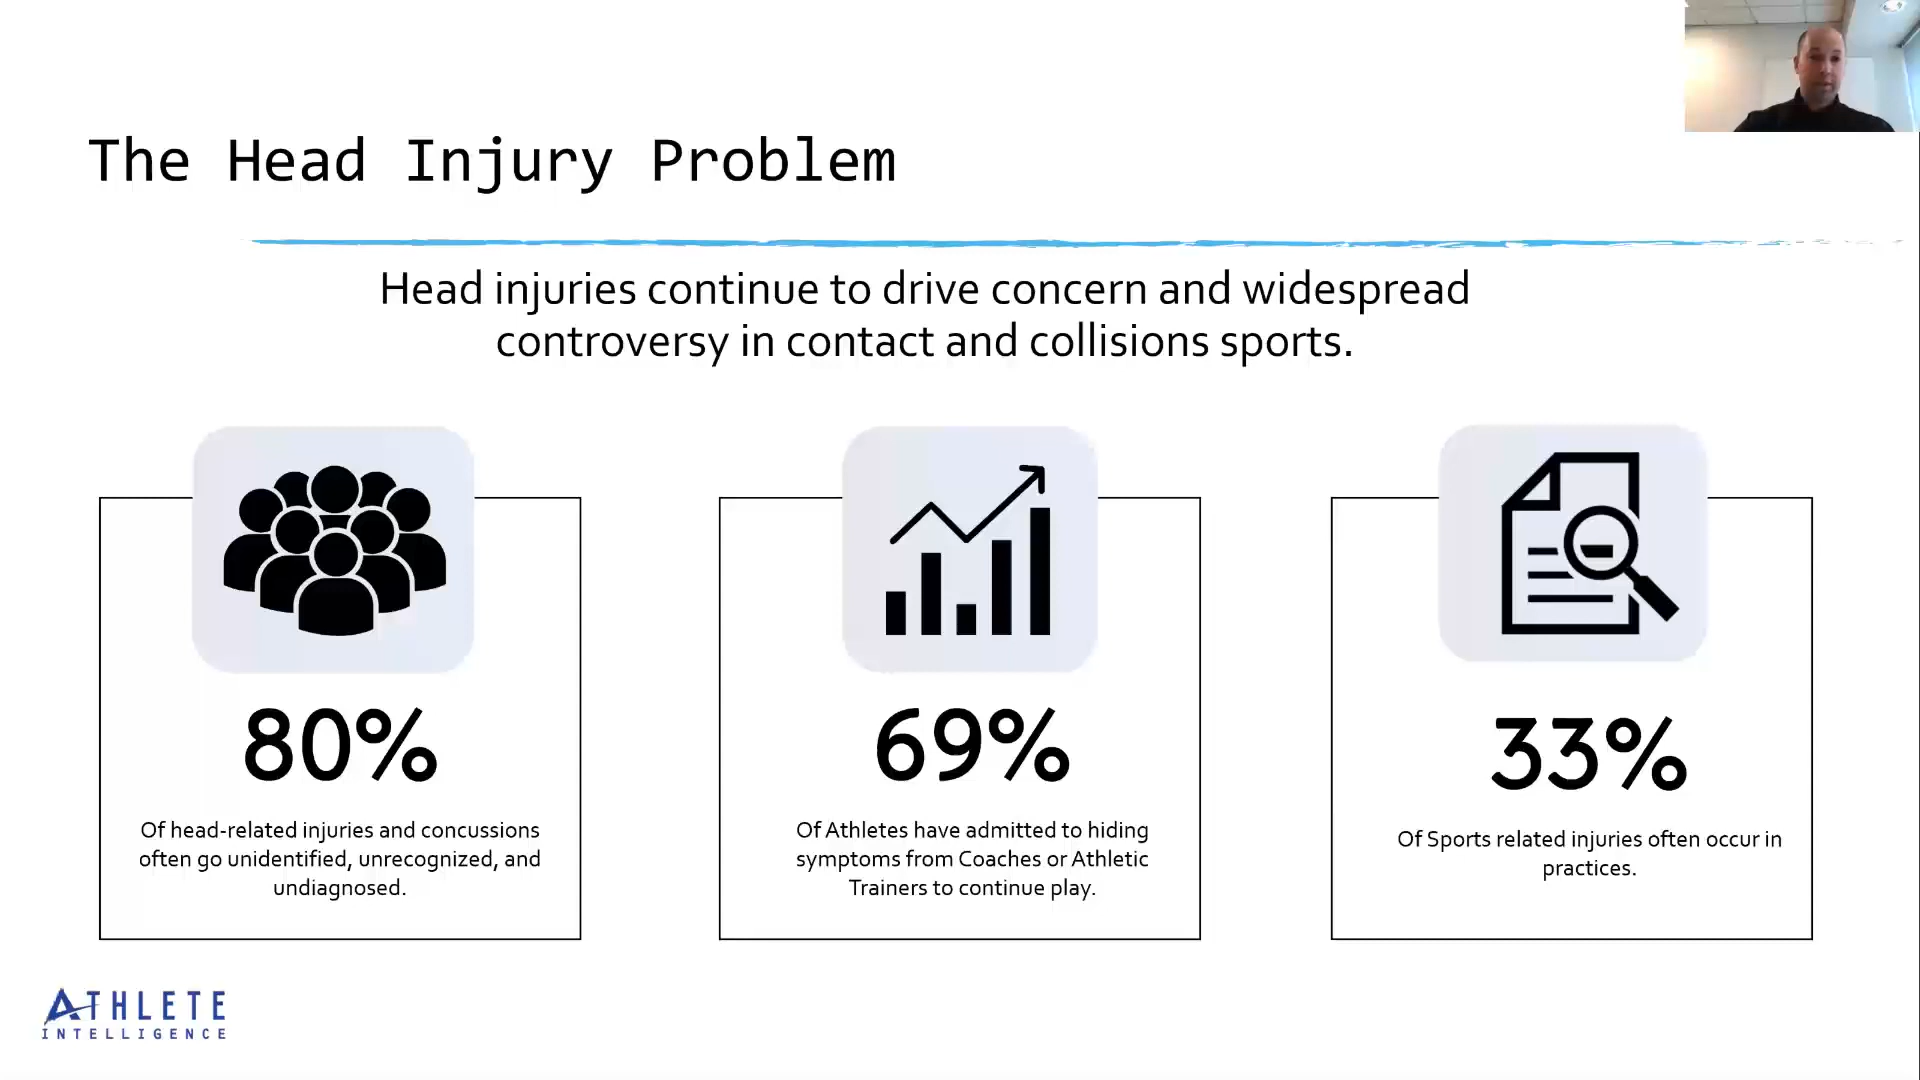 The Head Injury Problem
Head injuries continue to drive concern and widespread
controversy in contact and collisions sports.
80%
Of head-related injuries and concussions
often go unidentified, unrecognized, and
undiagnosed.
69%
Of Athletes have admitted to hiding
symptoms from Coaches or Athletic
Trainers to continue play.
33%
Of Sports related injuries often occur in
practices.
ATHLETE
INTELLIGENCE